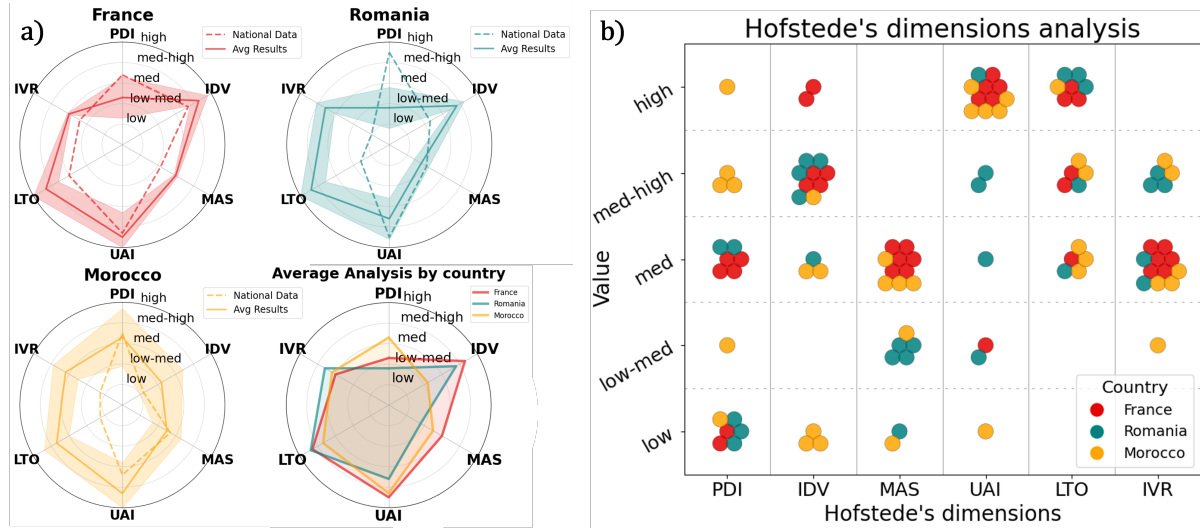 a)
France
National Data
Avg Results
PDI
high
med-high
med
low-med
low
IDV
MAS
UAI
LTO
IVR
Romania
National Data
Avg Results
PDI
high
med-high
med
low-med
low
IDV
MAS
UAI
LTO
IVR
Morocco
National Data
Avg Results
PDI
high
med-high
med
low-med
low
IDV
MAS
UAI
LTO
IVR
Average Analysis by country
France
Romania
Morocco
PDI
high
med-high
med
low-med
low
IDV
MAS
UAI
LTO
IVR
b)
Hofstede's dimensions analysis
Value
high
med-high
med
low-med
low
Country
France
Romania
Morocco
PDI
IDV
MAS
UAI
LTO
IVR
Hofstede's dimensions